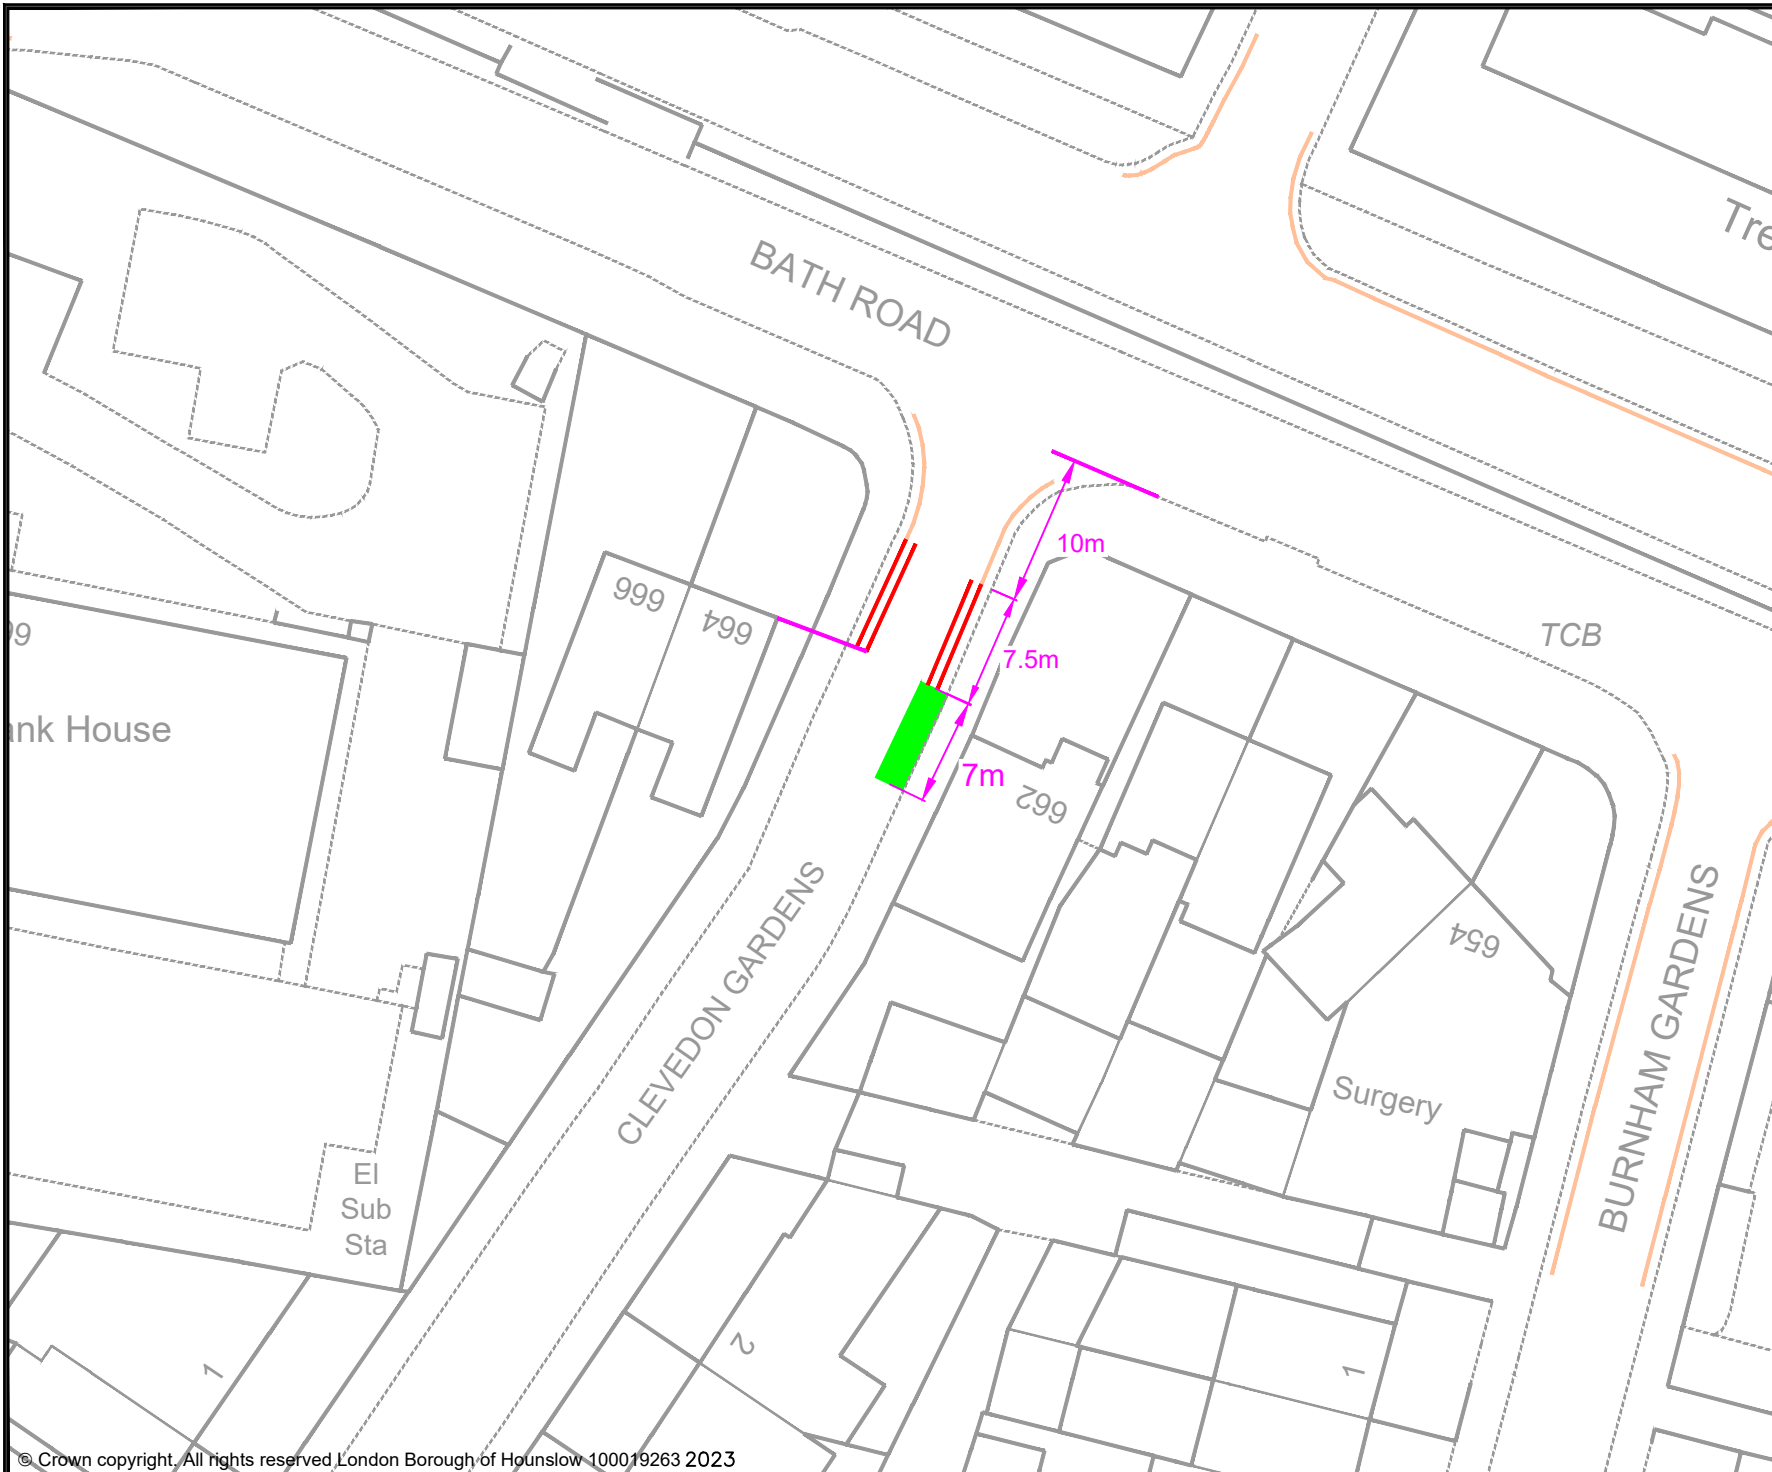 BATH ROAD
Tre
10m
666
664
7.5m
TCB
99
ank House
7m
662
654
CLEVEDON GARDENS
BURNHAM GARDENS
Surgery
El
Sub
Sta
1
2
1
© Crown copyright. All rights reserved London Borough of Hounslow 100019263 2023